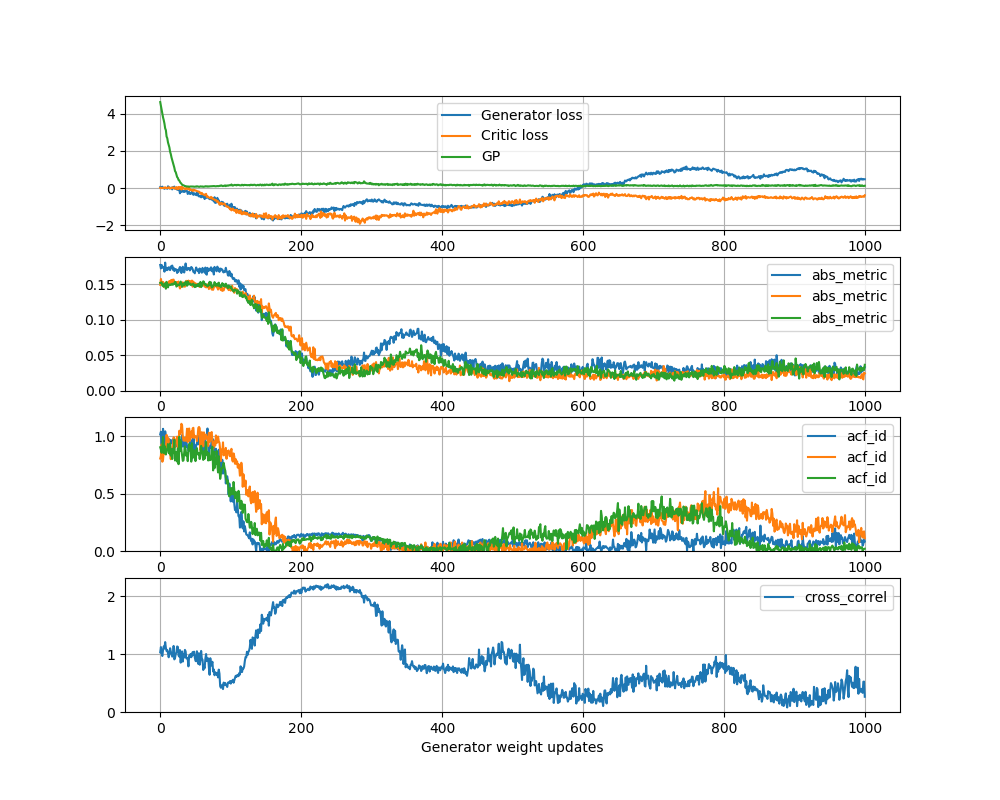 4
2
0
−2
Generator loss
Critic loss
GP
0 200 400 600 800 1000
0.15
0.10
0.05
0.00
abs_metric
abs_metric
abs_metric
0 200 400 600 800 1000
1.0
0.5
0.0
acf_id
acf_id
acf_id
0 200 400 600 800 1000
2
1
0
cross_correl
0 200 400 600 800 1000
Generator weight updates